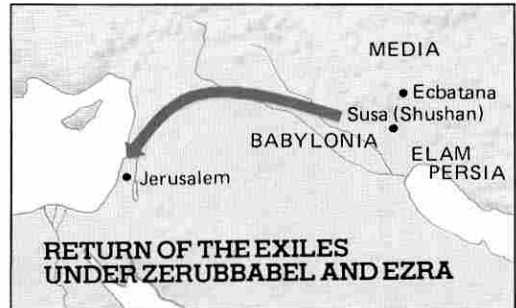 MEDIA
Ecbatana
Susa (Shushan)
BABYLONIA
ELAM
PERSIA
Jerusalem
RETURN OF THE EXILES
UNDER ZERUBBABEL AND EZRA